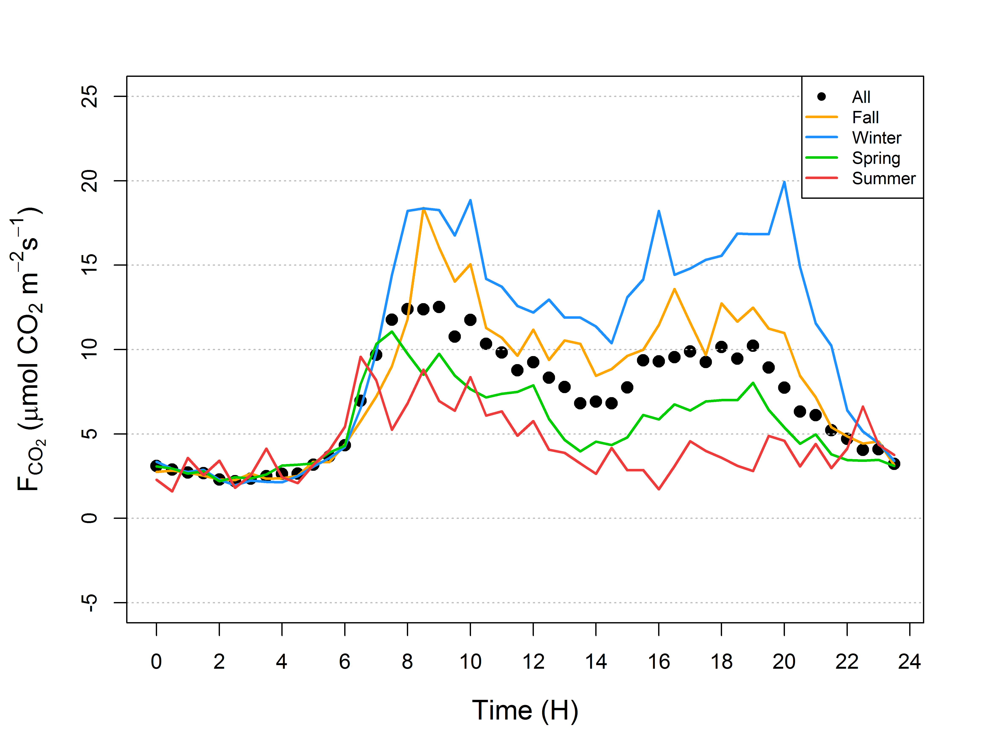 F CO2 (μmol CO2 m−2s−1)
25
20
15
10
5
0
-5
All
Fall
Winter
Spring
Summer
0 2 4 6 8 10 12 14 16 18 20 22 24
Time (H)